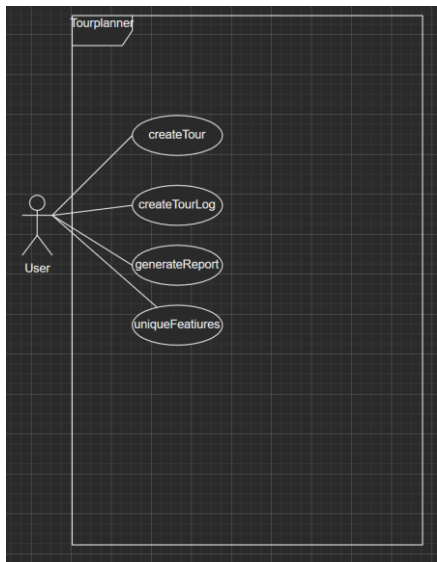 Tourplanner
createTour
createTourLog
User
generateReport
uniqueFeatiures